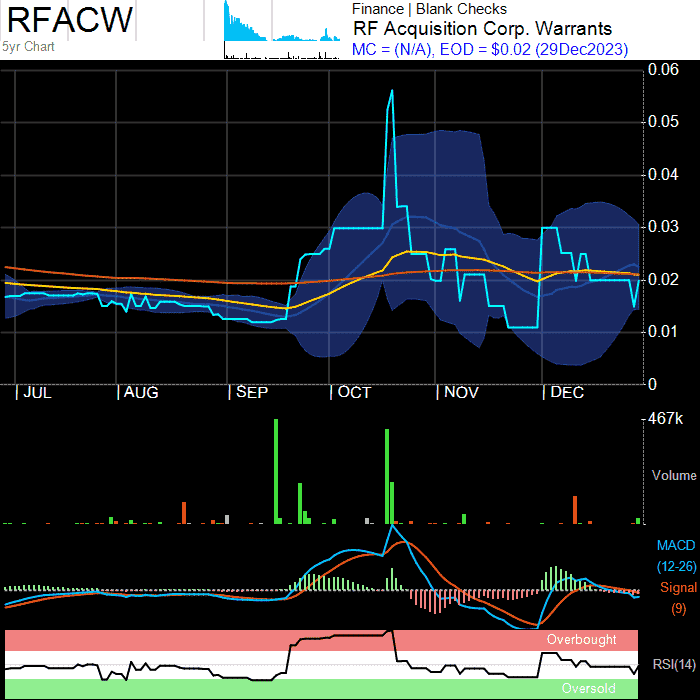 RFACW
5yr Chart
Finance | Blank Checks
RF Acquisition Corp. Warrants
MC = (N/A), EOD = $0.02 (29Dec2023)
0.06
0.05
0.04
0.03
0.02
0.01
0
JUL AUG SEP OCT NOV DEC
467k
Volume
MACD
(12-26)
Signal
(9)
Overbought
RSI(14)
Oversold